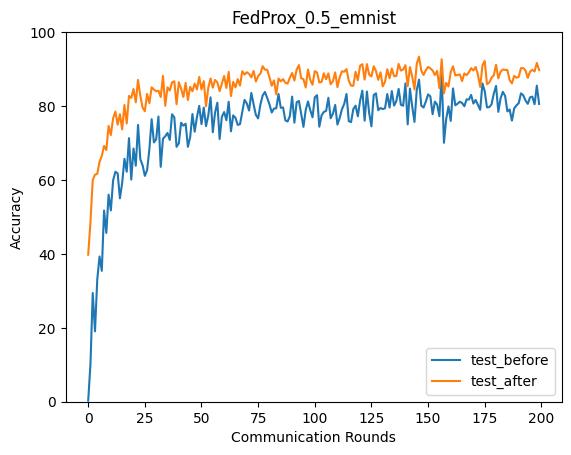 FedProx_0.5_emnist
100
80
60
40
20
0
Accuracy
0 25 50 75 100 125 150 175 200
Communication Rounds
test_before
test_after